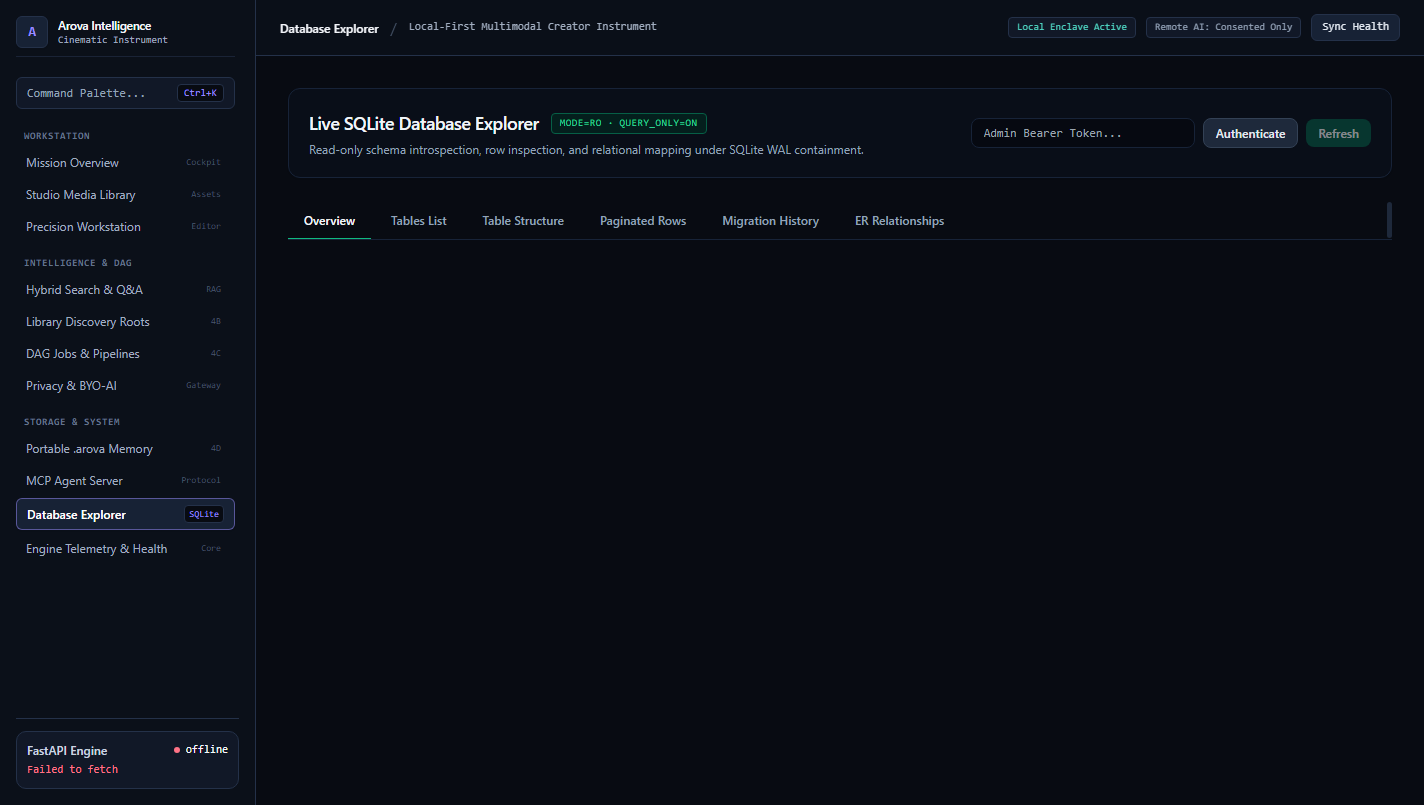 A
Arova Intelligence
Cinematic Instrument
Command Palette... Ctrl+K
WORKSTATION
Mission Overview Cockpit
Studio Media Library Assets
Precision Workstation Editor
INTELLIGENCE & DAG
Hybrid Search & Q&A RAG
Library Discovery Roots 4B
DAG Jobs & Pipelines 4C
Privacy & BYO-AI Gateway
STORAGE & SYSTEM
Portable .arova Memory 4D
MCP Agent Server Protocol
Database Explorer SQLite
Engine Telemetry & Health Core
FastAPI Engine offline
Failed to fetch
Database Explorer / Local-First Multimodal Creator Instrument
Local Enclave Active
Remote AI: Consented Only
Sync Health
Live SQLite Database Explorer MODE=RO · QUERY_ONLY=ON
Read-only schema introspection, row inspection, and relational mapping under SQLite WAL containment.
Admin Bearer Token... Authenticate Refresh
Overview Tables List Table Structure Paginated Rows Migration History ER Relationships